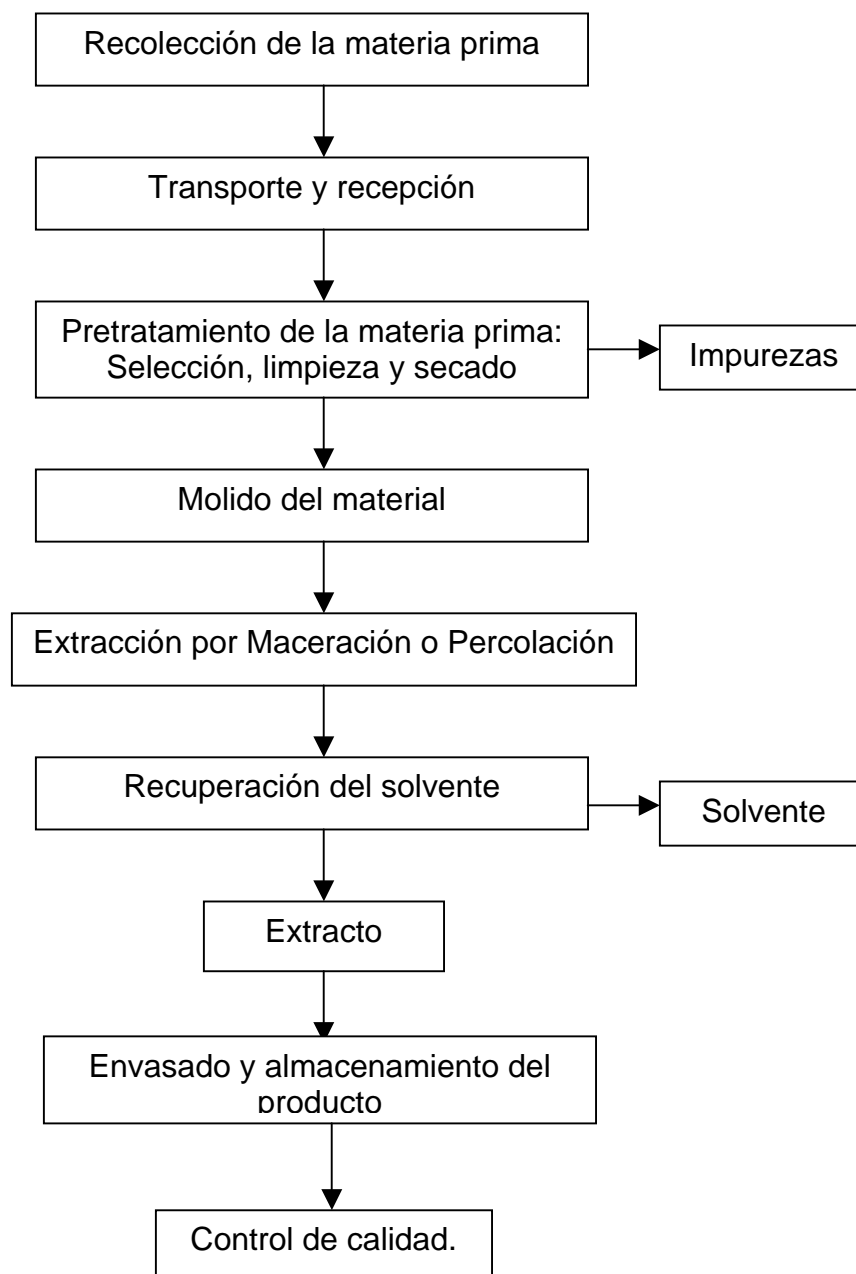 Recolección de la materia prima
Transporte y recepción
Pretratamiento de la materia prima:
Selección, limpieza y secado
Impurezas
Molido del material
Extracción por Maceración o Percolación
Recuperación del solvente
Solvente
Extracto
Envasado y almacenamiento del
producto
Control de calidad.